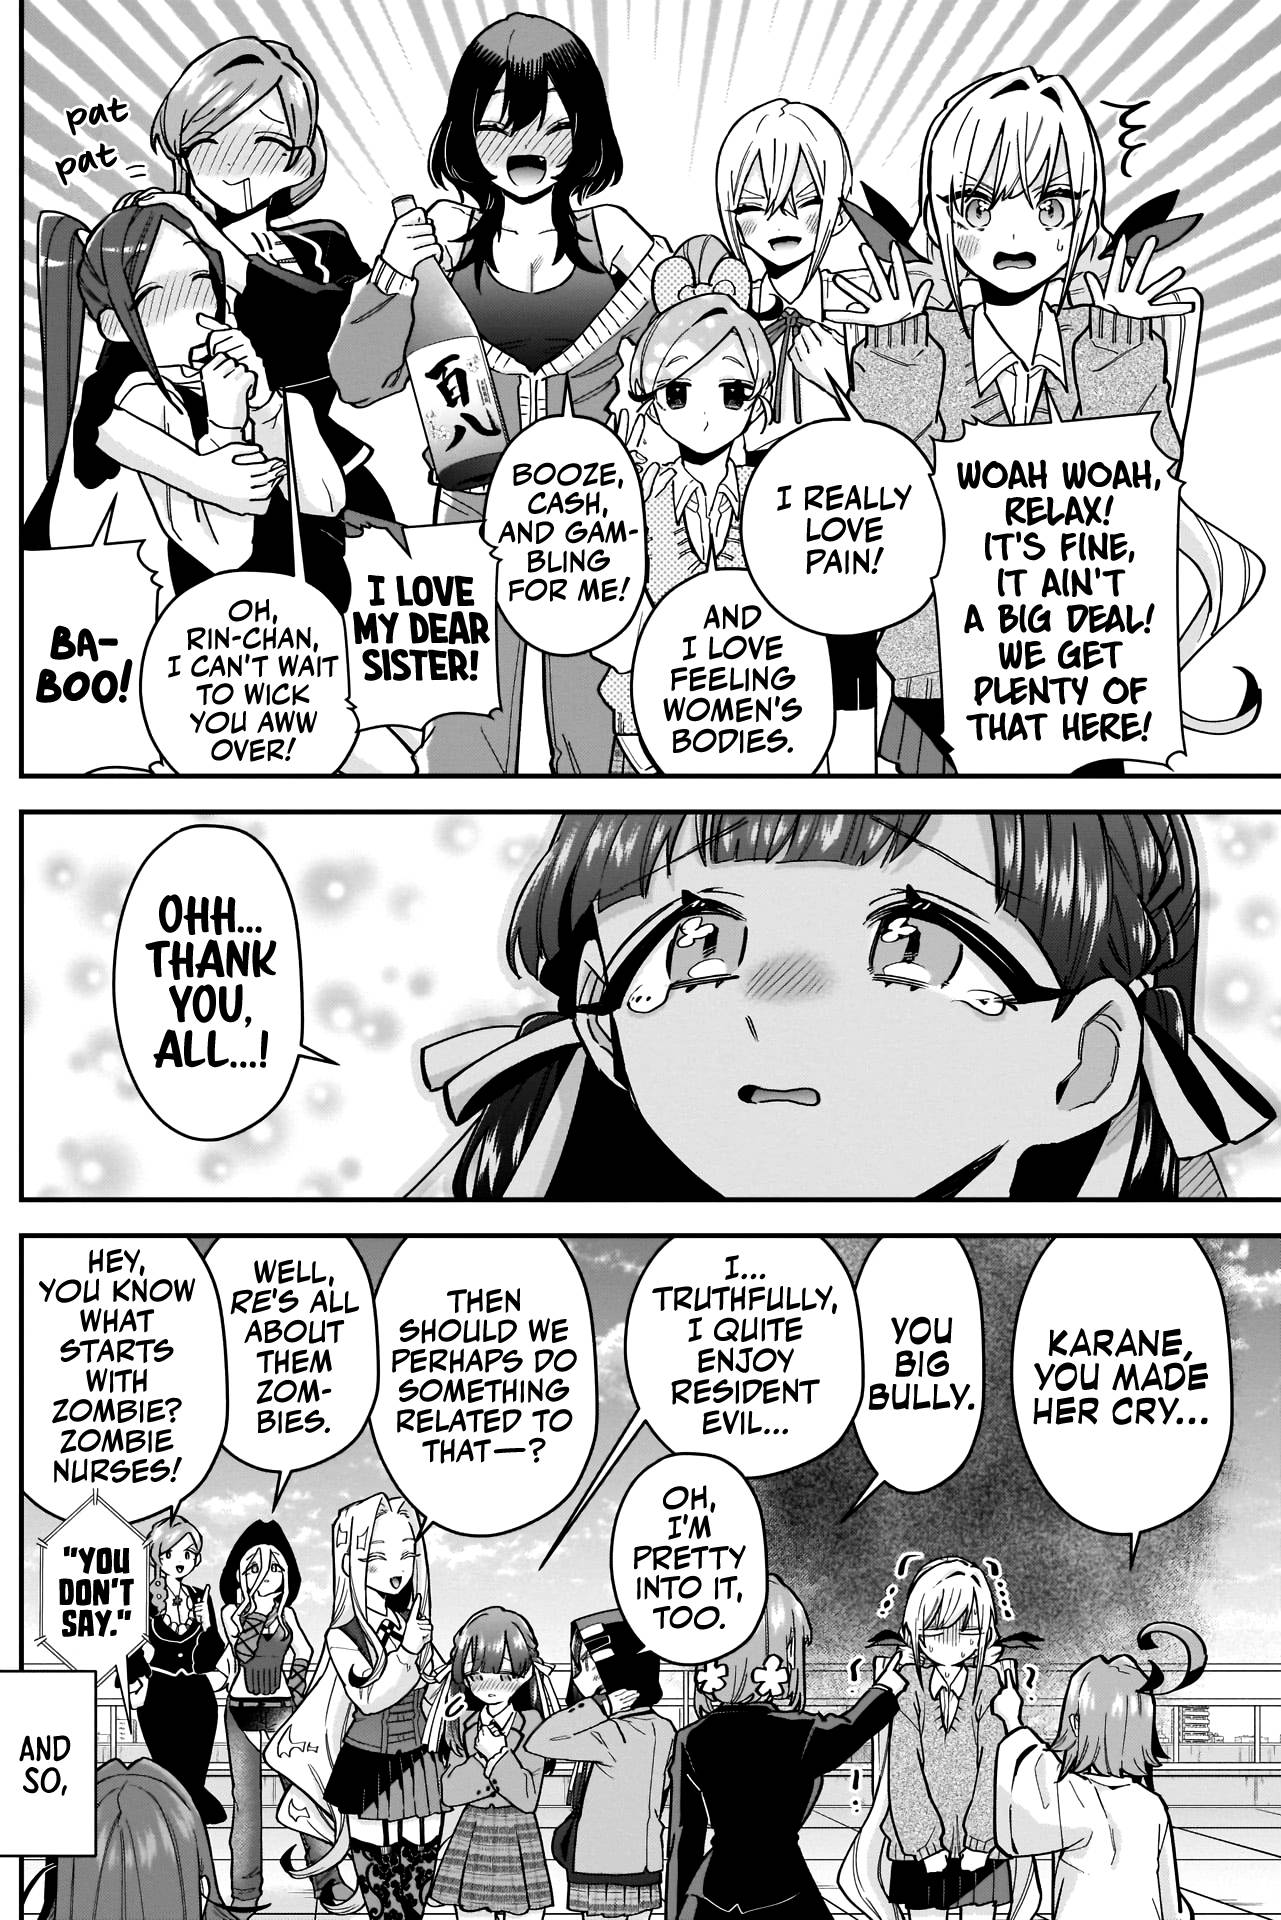 WOAH WOAH,
RELAX!
IT'S FINE,
IT AIN'T
A BIG DEAL!
WE GET
PLENTY OF
THAT HERE!
I REALLY
LOVE
PAIN!
AND
I LOVE
FEELING
WOMEN'S
BODIES.
BOOZE,
CASH,
AND GAM-
BLING
FOR ME!
百八
I LOVE
MY DEAR
SISTER!
pat
pat
OH,
RIN-CHAN,
I CAN'T WAIT
TO WICK
YOU AWW
OVER!
BA-
BOO!
OHH...
THANK
YOU,
ALL...!
KARANE,
YOU MADE
HER CRY...
YOU
BIG
BULLY.
I...
TRUTHFULLY,
I QUITE
ENJOY
RESIDENT
EVIL...
OH,
I'M
PRETTY
INTO IT,
TOO.
THEN
SHOULD WE
PERHAPS DO
SOMETHING
RELATED TO
THAT—?
WELL,
RE'S ALL
ABOUT
THEM
ZOM-
BIES.
HEY,
YOU KNOW
WHAT
STARTS
WITH
ZOMBIE?
ZOMBIE
NURSES!
"YOU
DON'T
SAY."
AND
SO,